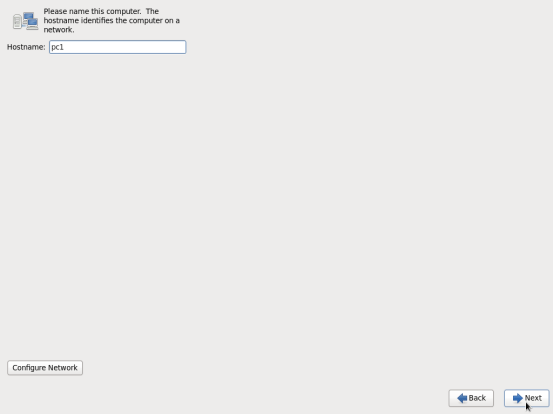 Please name this computer.  The
hostname identifies the computer on a
network.
Hostname: pc1
Configure Network
Back
Next